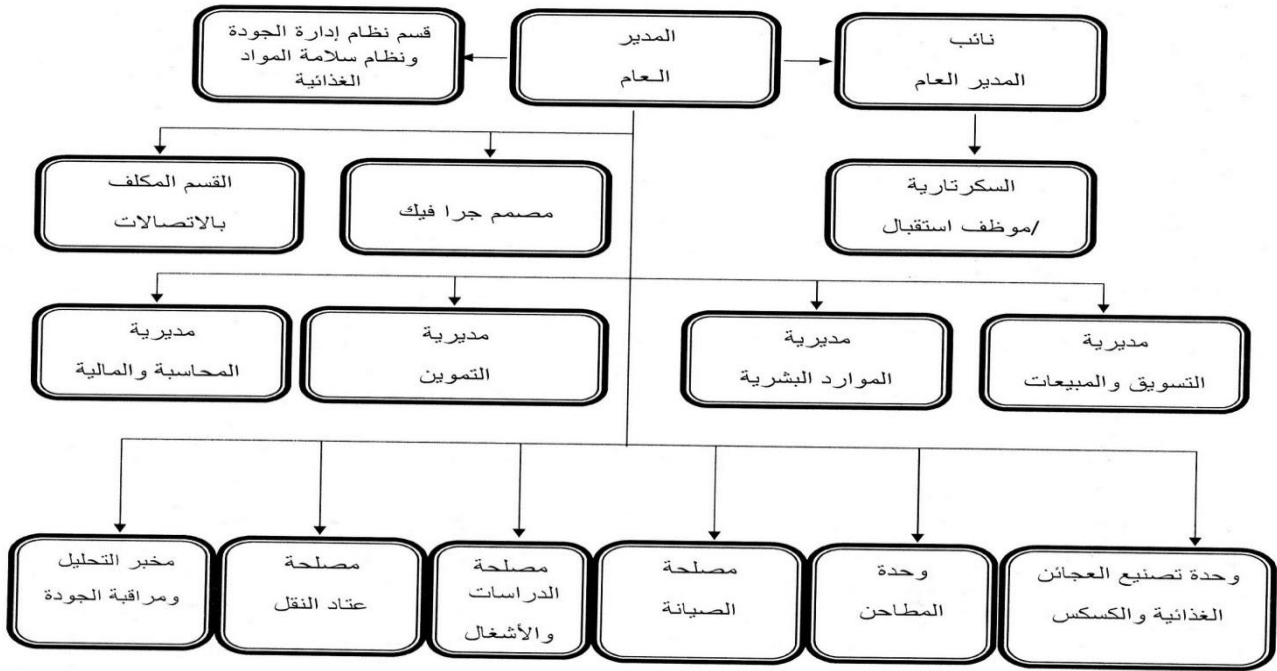 نائب
المدير العام
المدير
العام
قسم نظام إدارة الجودة
ونظام سلامة المواد
الغذائية
السكرتارية
/موظف استقبال
مصمم جرا فيك
القسم المكلف
بالاتصالات
مديرية
التسويق والمبيعات
مديرية
الموارد البشرية
مديرية
التموين
مديرية
المحاسبة والمالية
وحدة تصنيع العجائن
الغذائية والكسكس
وحدة
المطاحن
مصلحة
الصيانة
مصلحة
الدراسات
والأشغال
مصلحة
عتاد النقل
مخبر التحليل
ومراقبة الجودة